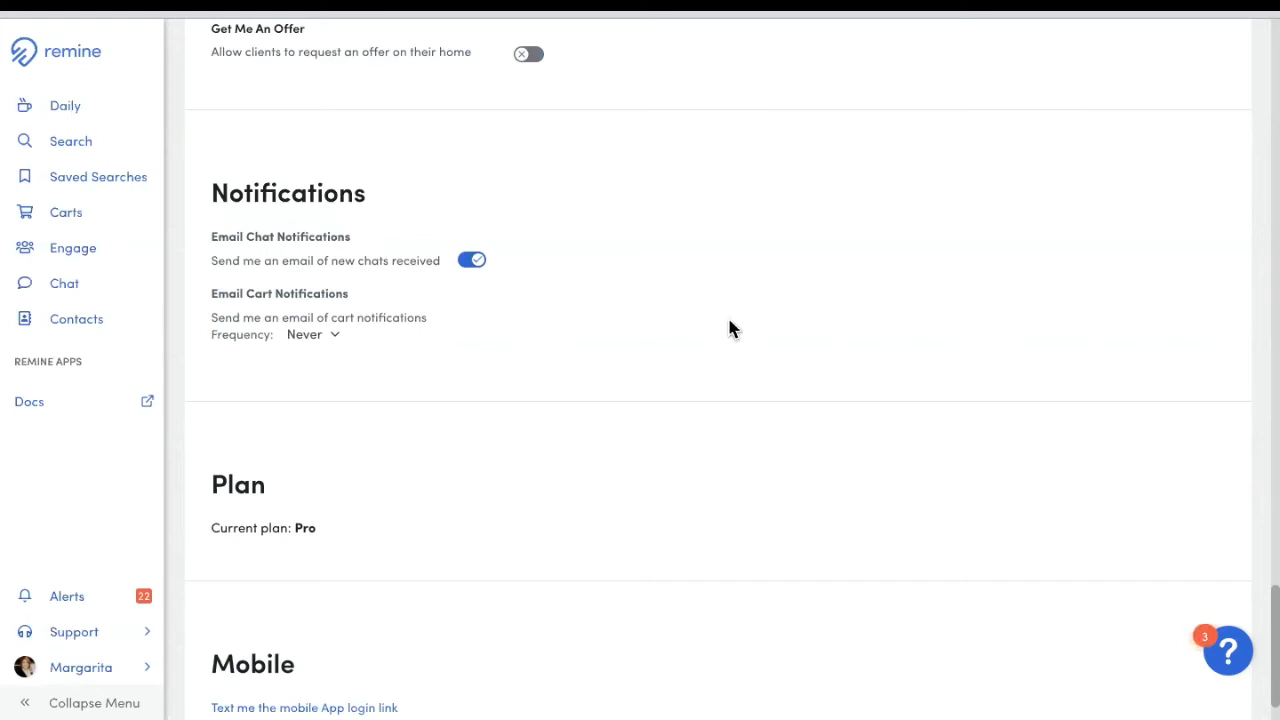 remine
Daily
Search
Saved Searches
Carts
Engage
Chat
Contacts
REMINE APPS
Docs
Alerts 22
Support
Margarita
Collapse Menu
Get Me An Offer
Allow clients to request an offer on their home
Notifications
Email Chat Notifications
Send me an email of new chats received
Email Cart Notifications
Send me an email of cart notifications
Frequency: Never
Plan
Current plan: Pro
Mobile
Text me the mobile App login link
3
?